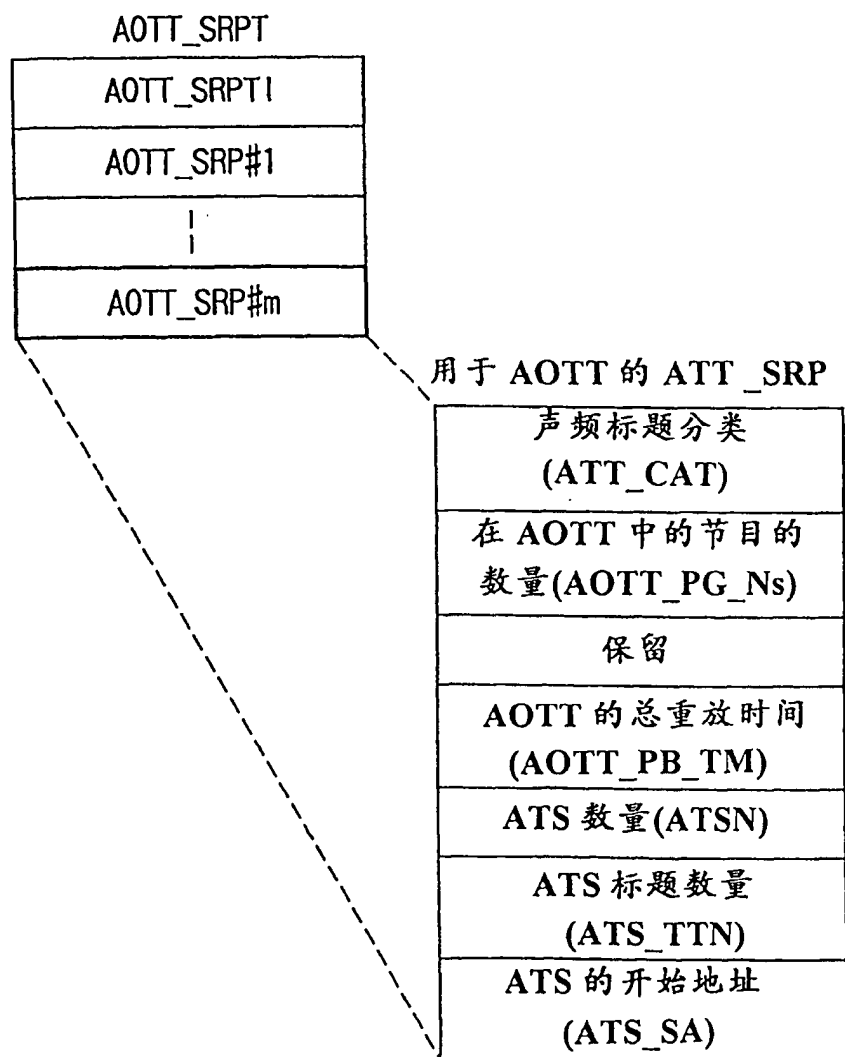 AOTT_SRPT
AOTT_SRPTI
AOTT_SRP#1
AOTT_SRP#m
用于 AOTT 的 ATT _SRP
声频标题分类
(ATT_CAT)
在 AOTT 中的节目的
数量(AOTT_PG_Ns)
保留
AOTT 的总重放时间
(AOTT_PB_TM)
ATS 数量(ATSN)
ATS 标题数量
(ATS_TTN)
ATS 的开始地址
(ATS_SA)